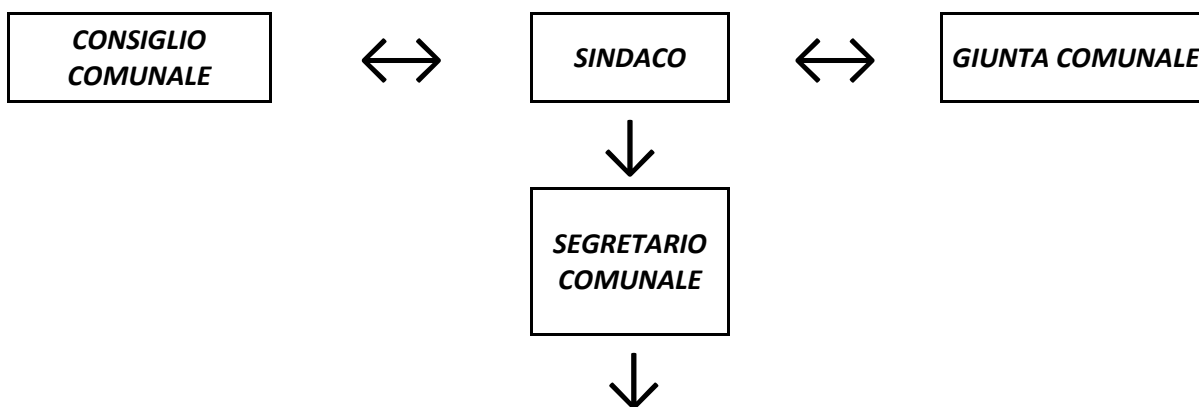 CONSIGLIO
COMUNALE
SINDACO
GIUNTA COMUNALE
SEGRETARIO
COMUNALE